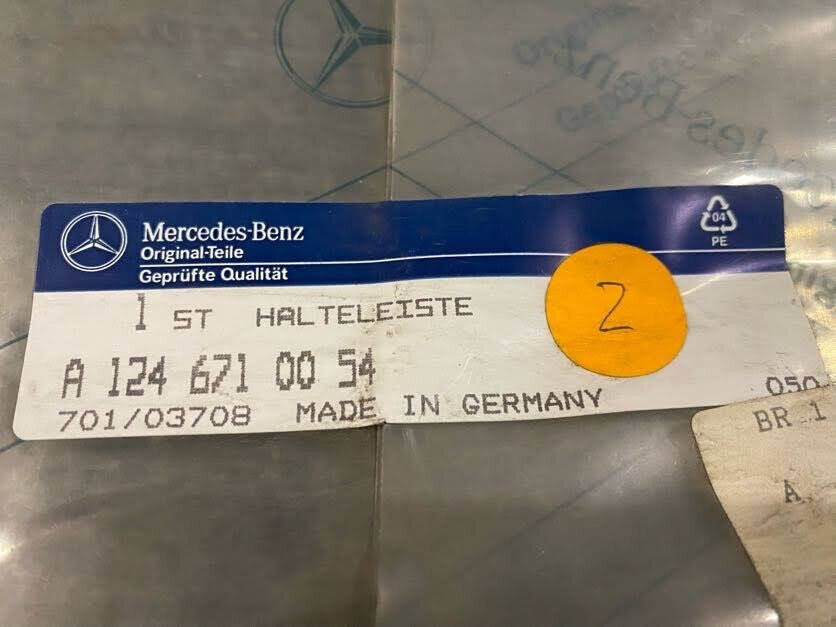 Mercedes-Benz
Original-Teile
Geprüfte Qualität
04
PE
1 ST HALTELEISTE
2
A 124 671 00 54
701/03708 MADE IN GERMANY
050
BR 1
A